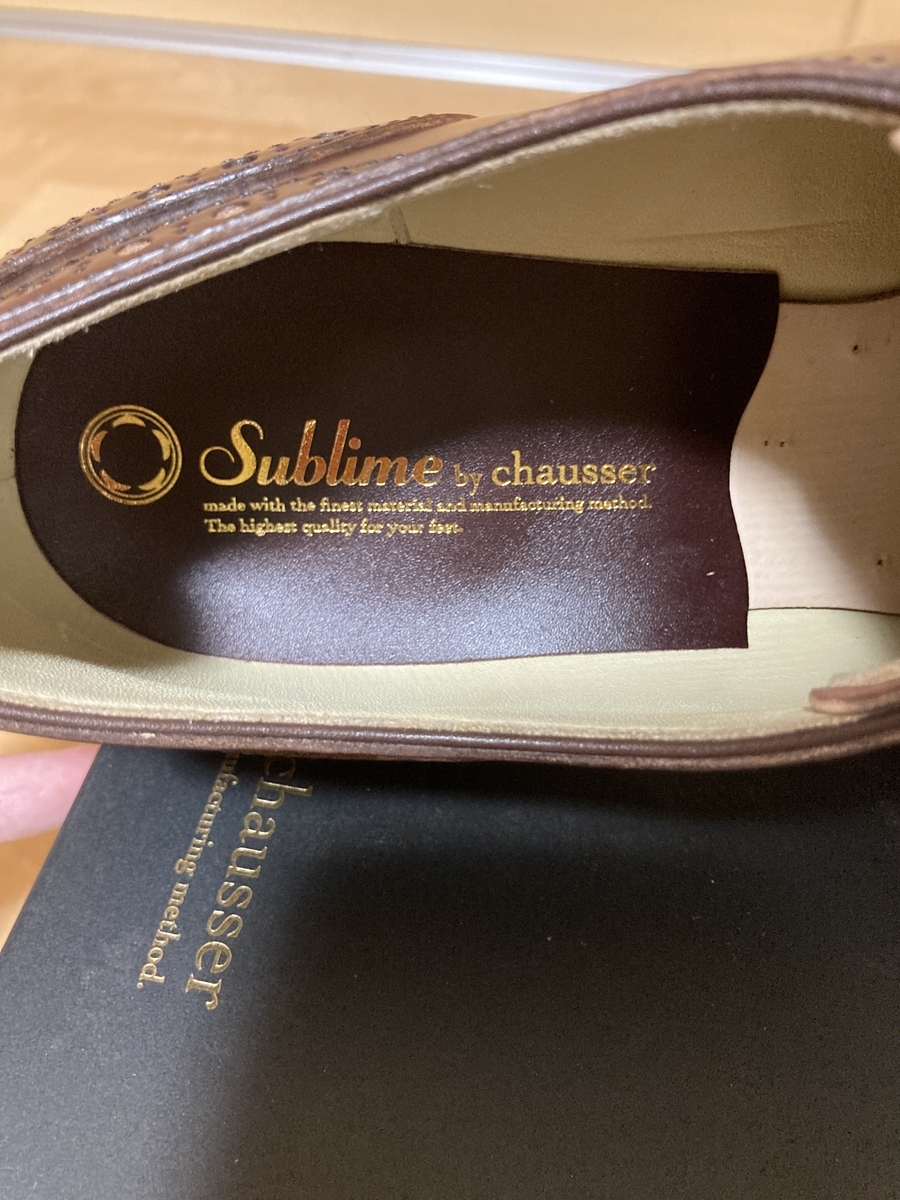 Sublime by chausser
made with the finest material and manufacturing method.
The highest quality for your feet.
chausser
ufacturing method.